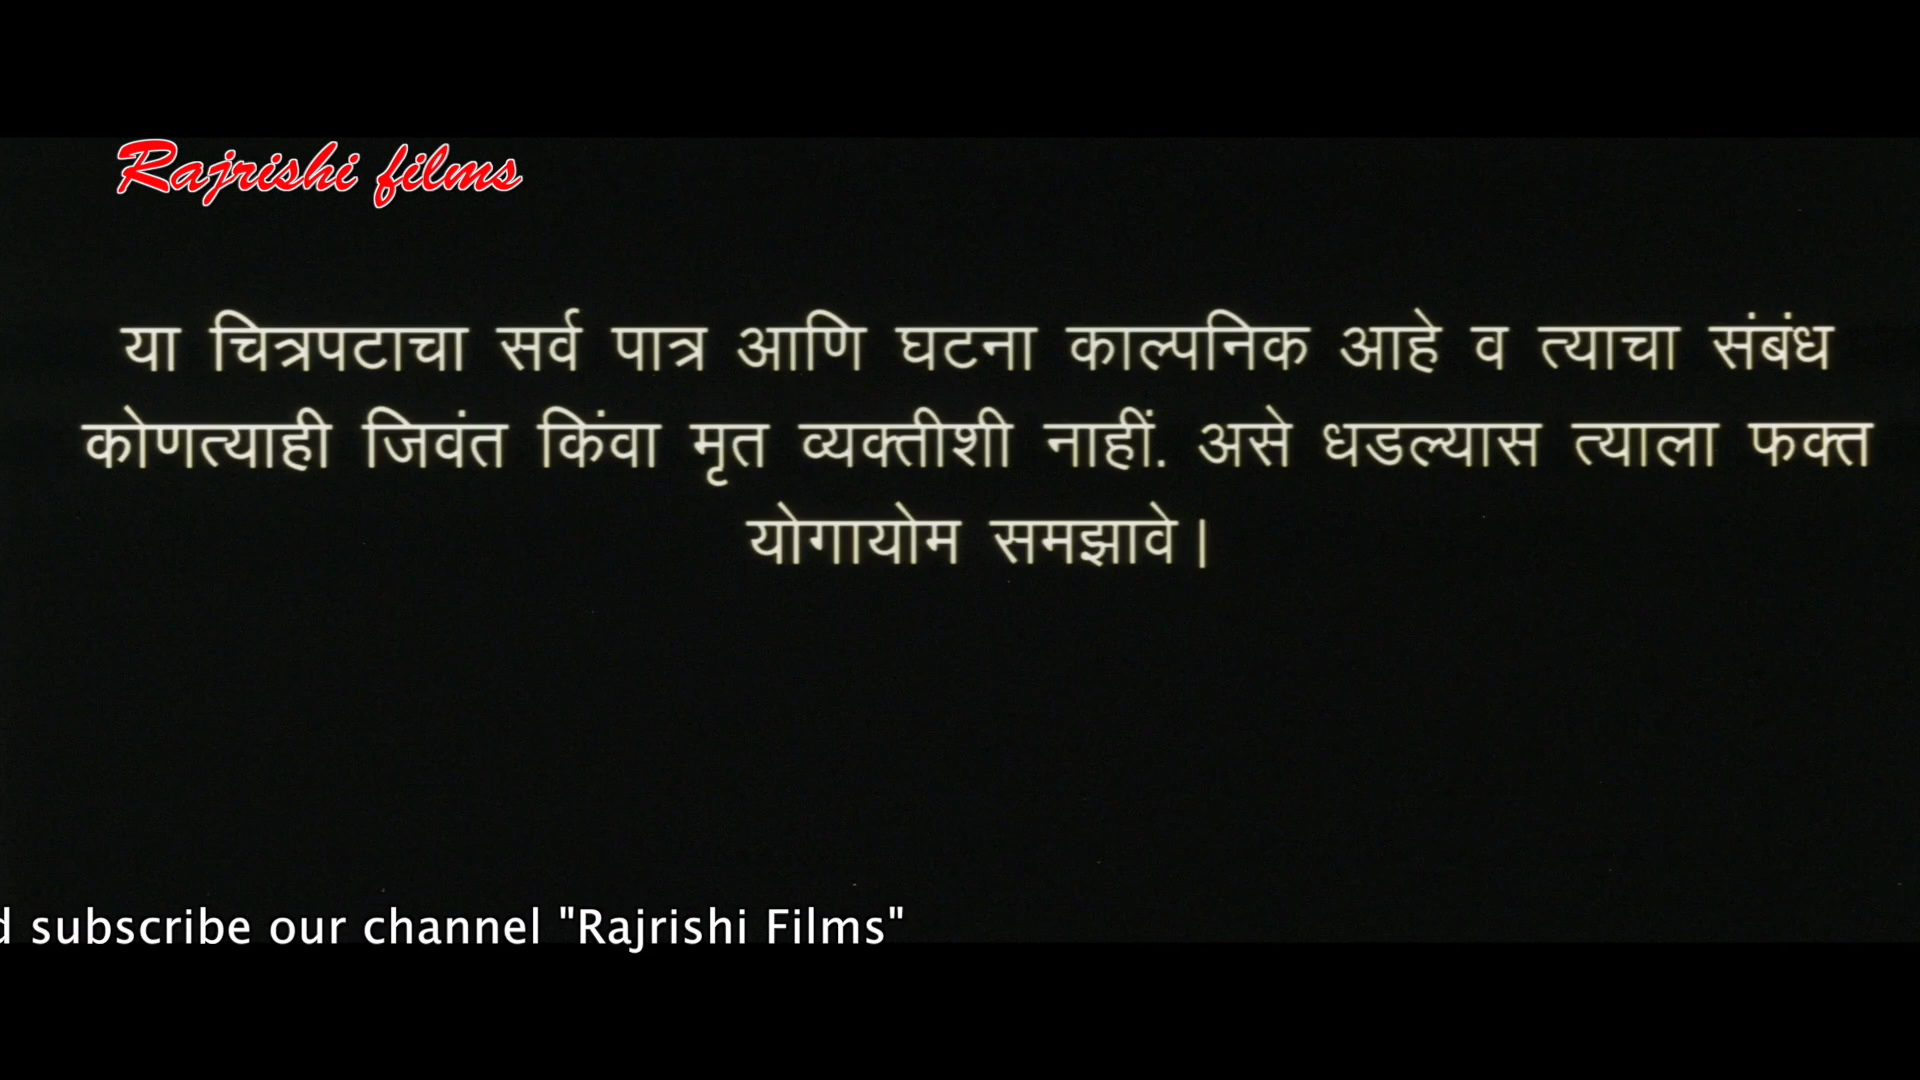 Rajrishi films
या चित्रपटाचा सर्व पात्र आणि घटना काल्पनिक आहे व त्याचा संबंध
कोणत्याही जिवंत किंवा मृत व्यक्तीशी नाहीं. असे धडल्यास त्याला फक्त
योगायोम समझावे।
subscribe our channel "Rajrishi Films"